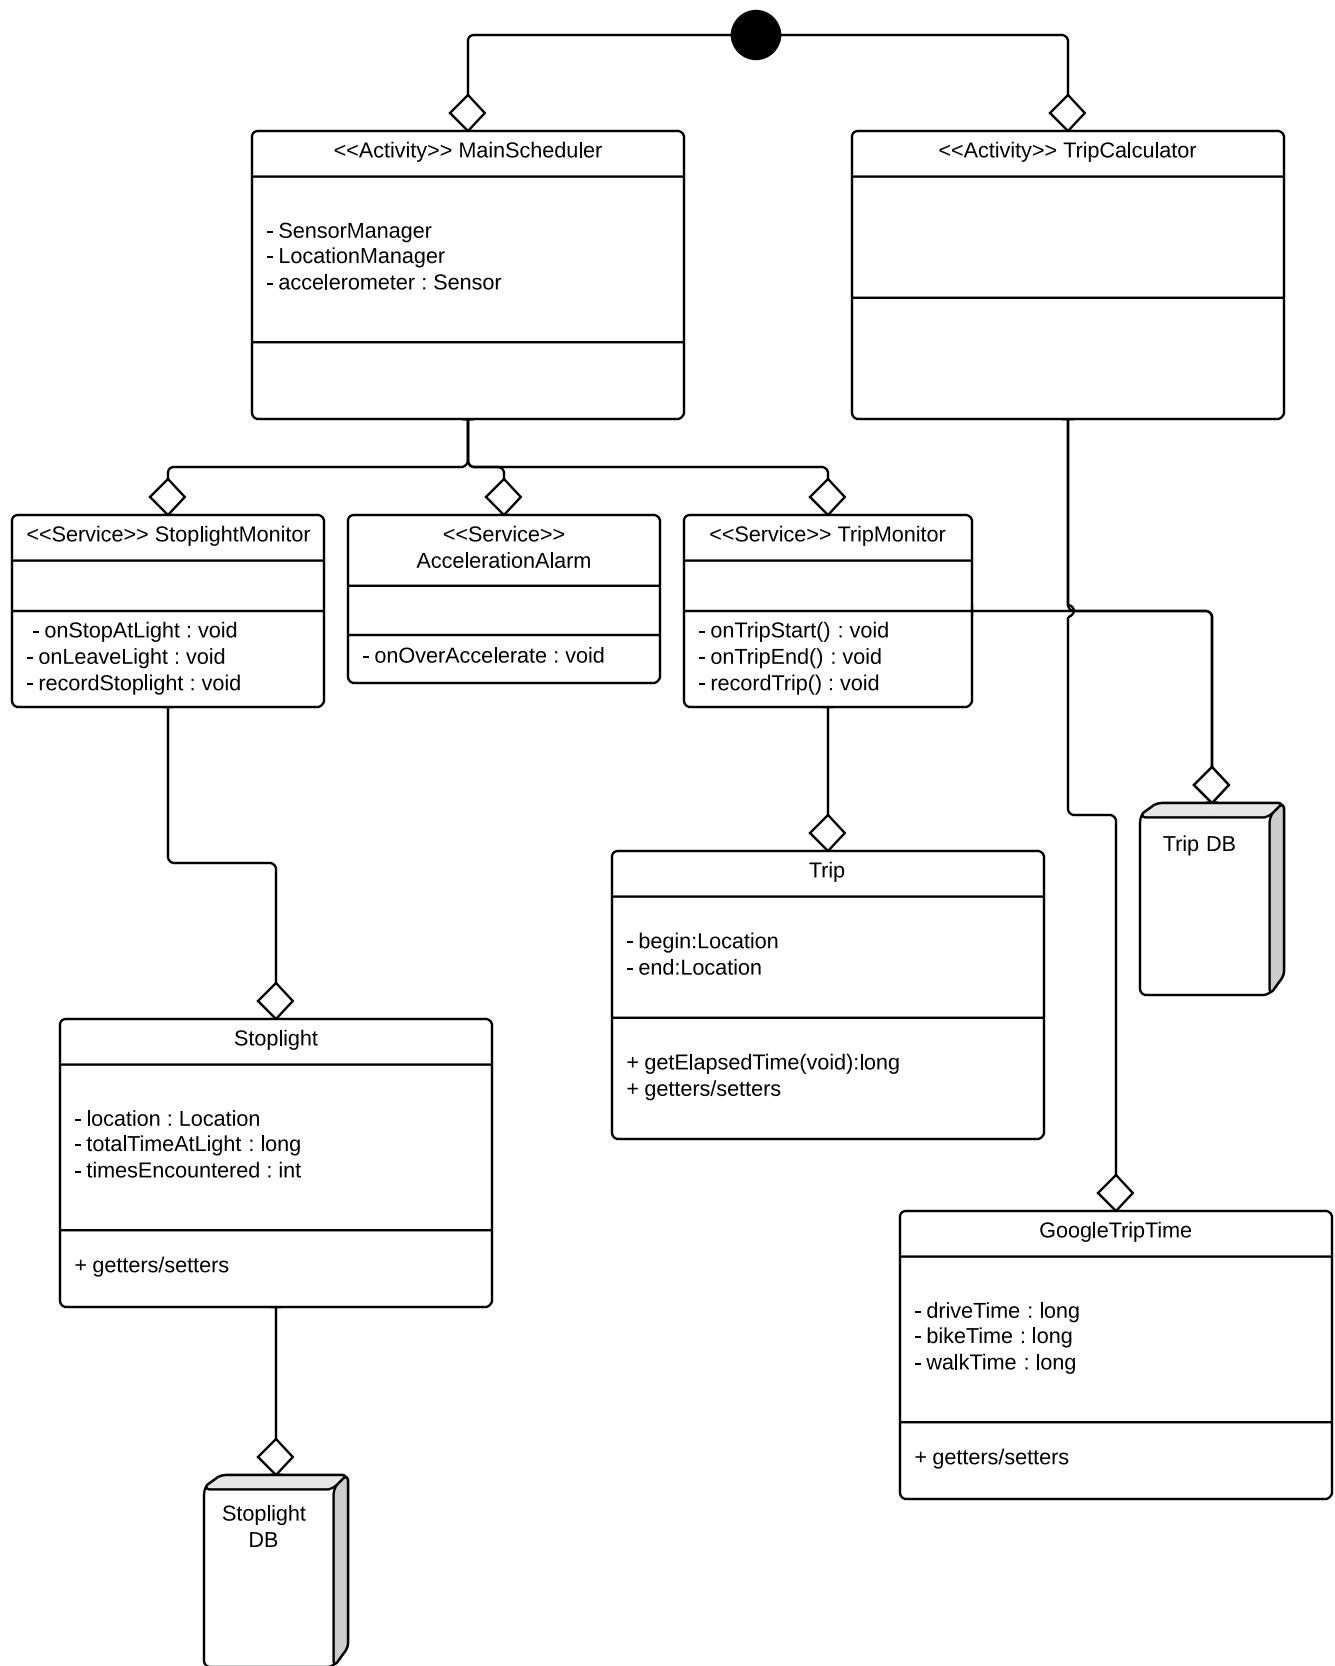 <<Activity>> MainScheduler
- SensorManager
- LocationManager
- accelerometer : Sensor
<<Activity>> TripCalculator
<<Service>> StoplightMonitor
- onStopAtLight : void
- onLeaveLight : void
- recordStoplight : void
<<Service>>
AccelerationAlarm
- onOverAccelerate : void
<<Service>> TripMonitor
- onTripStart() : void
- onTripEnd() : void
- recordTrip() : void
Trip DB
Trip
- begin:Location
- end:Location
+ getElapsedTime(void):long
+ getters/setters
Stoplight
- location : Location
- totalTimeAtLight : long
- timesEncountered : int
+ getters/setters
GoogleTripTime
- driveTime : long
- bikeTime : long
- walkTime : long
+ getters/setters
Stoplight
DB